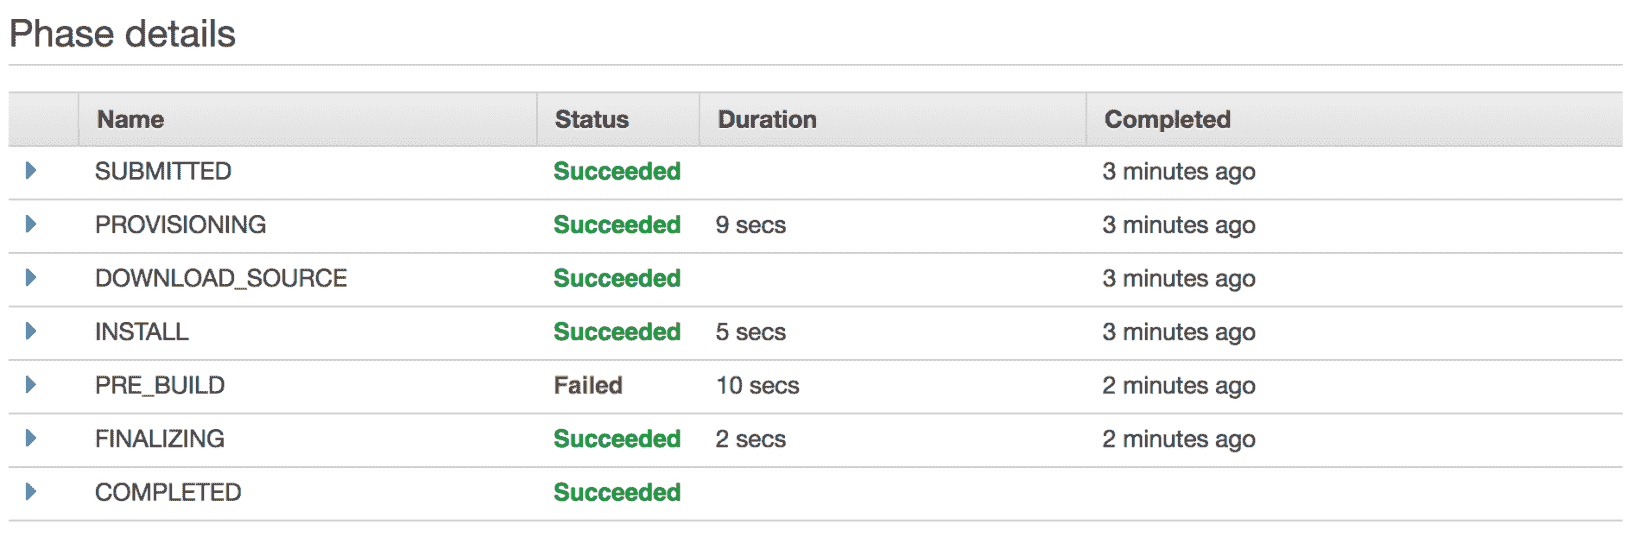 Phase details
Name Status Duration Completed
SUBMITTED Succeeded 3 minutes ago
PROVISIONING Succeeded 9 secs 3 minutes ago
DOWNLOAD_SOURCE Succeeded 3 minutes ago
INSTALL Succeeded 5 secs 3 minutes ago
PRE_BUILD Failed 10 secs 2 minutes ago
FINALIZING Succeeded 2 secs 2 minutes ago
COMPLETED Succeeded